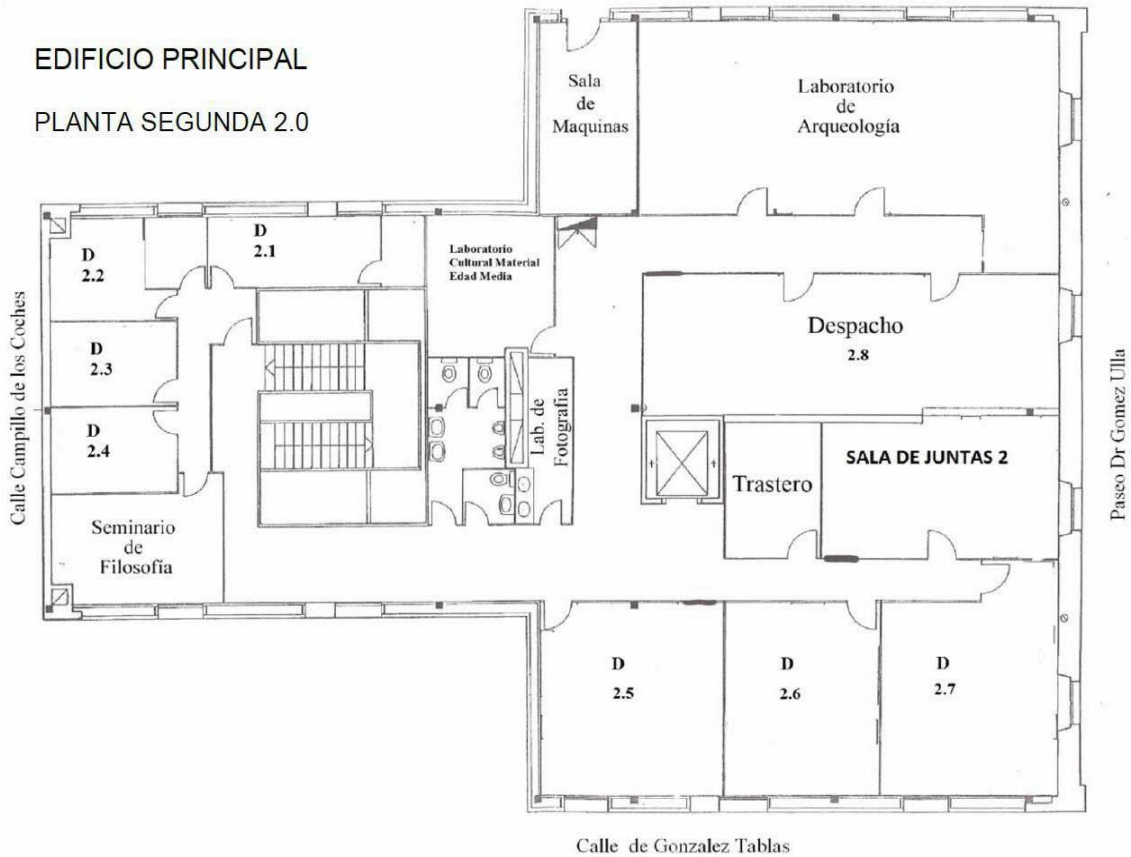 EDIFICIO PRINCIPAL
PLANTA SEGUNDA 2.0
Sala
de
Maquinas
Laboratorio
de
Arqueología
D
2.1
D
2.2
Laboratorio
Cultural Material
Edad Media
D
2.3
Despacho
2.8
D
2.4
Lab. de
Fotografia
Trastero
SALA DE JUNTAS 2
Seminario
de
Filosofía
D
2.5
D
2.6
D
2.7
Calle Campillo de los Coches
Paseo Dr Gomez Ulla
Calle de Gonzalez Tablas